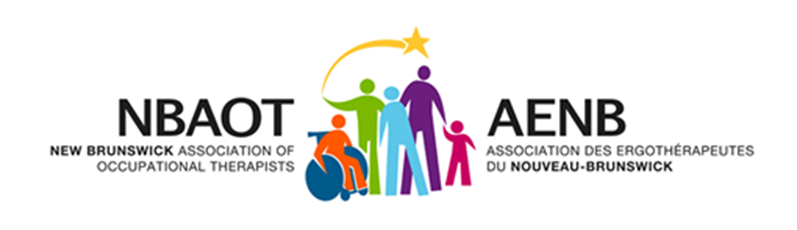 NBAOT
NEW BRUNSWICK ASSOCIATION OF
OCCUPATIONAL THERAPISTS
AENB
ASSOCIATION DES ERGOTHÉRAPEUTES
DU NOUVEAU-BRUNSWICK